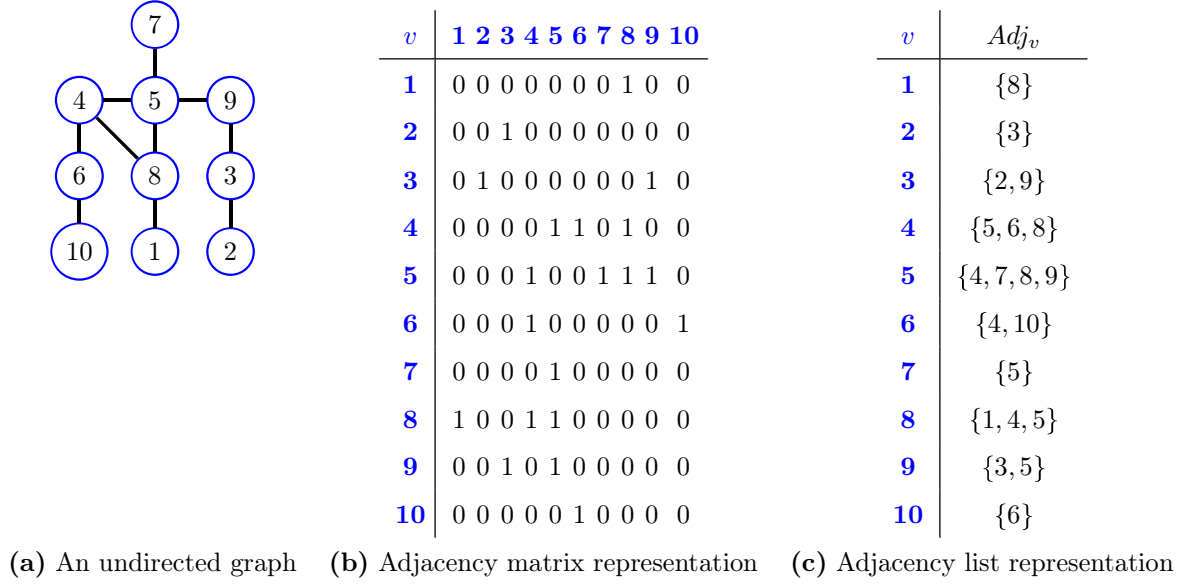 7
4 5 9
6 8 3
10 1 2
v 1 2 3 4 5 6 7 8 9 10
1 0 0 0 0 0 0 0 1 0 0
2 0 0 1 0 0 0 0 0 0 0
3 0 1 0 0 0 0 0 0 1 0
4 0 0 0 0 1 1 0 1 0 0
5 0 0 0 1 0 0 1 1 1 0
6 0 0 0 1 0 0 0 0 0 1
7 0 0 0 0 1 0 0 0 0 0
8 1 0 0 1 1 0 0 0 0 0
9 0 0 1 0 1 0 0 0 0 0
10 0 0 0 0 0 1 0 0 0 0
v Adj_v
1 {8}
2 {3}
3 {2, 9}
4 {5, 6, 8}
5 {4, 7, 8, 9}
6 {4, 10}
7 {5}
8 {1, 4, 5}
9 {3, 5}
10 {6}
(a) An undirected graph
(b) Adjacency matrix representation
(c) Adjacency list representation